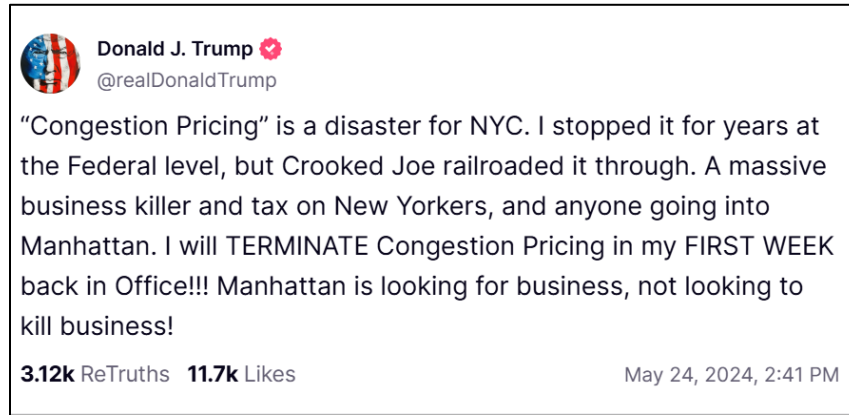 Donald J. Trump
@realDonaldTrump
“Congestion Pricing” is a disaster for NYC. I stopped it for years at
the Federal level, but Crooked Joe railroaded it through. A massive
business killer and tax on New Yorkers, and anyone going into
Manhattan. I will TERMINATE Congestion Pricing in my FIRST WEEK
back in Office!!! Manhattan is looking for business, not looking to
kill business!
3.12k ReTruths 11.7k Likes May 24, 2024, 2:41 PM